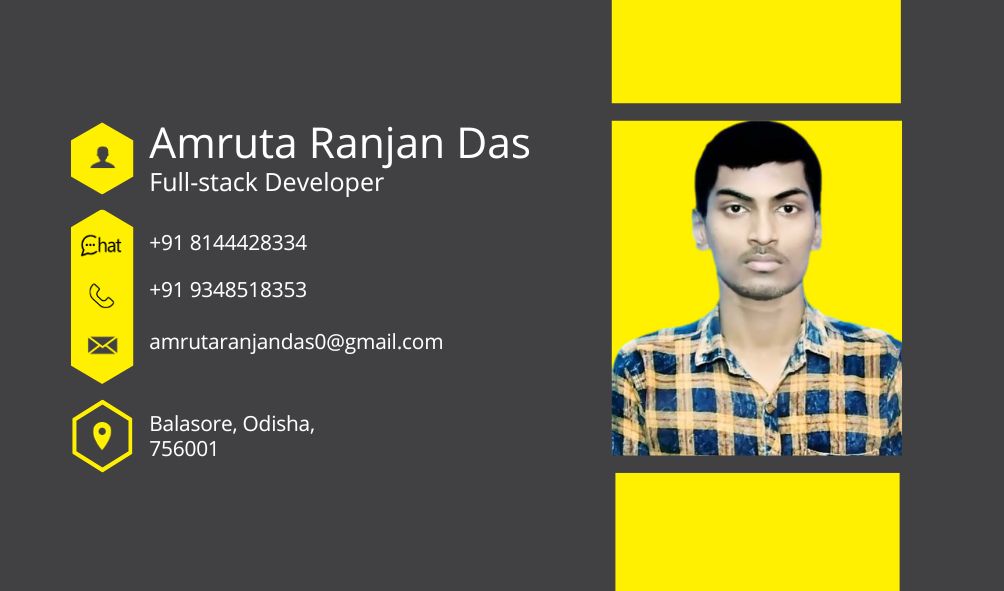 Amruta Ranjan Das
Full-stack Developer
Chat
+91 8144428334
+91 9348518353
amrutaranjandas0@gmail.com
Balasore, Odisha,
756001